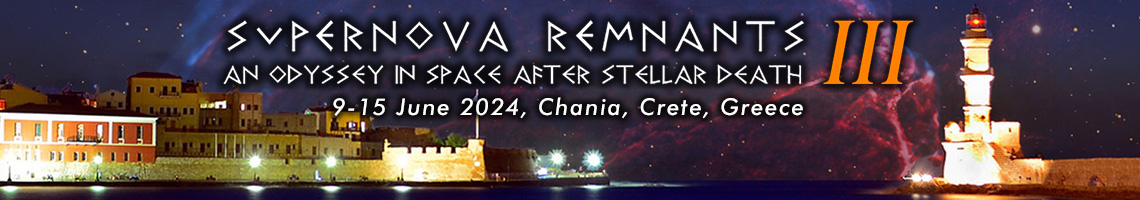 SUPERNOVA REMNANTS III
AN ODYSSEY IN SPACE AFTER STELLAR DEATH
9-15 June 2024, Chania, Crete, Greece